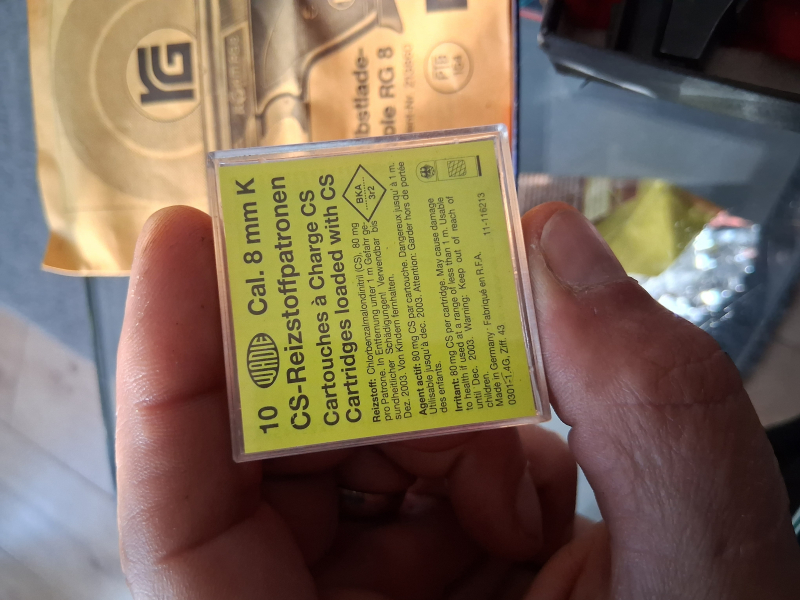 10 WADIE Cal. 8 mm K
CS-Reizstoffpatronen
Cartouches à Charge CS
Cartridges loaded with CS
BKA
3r2
Reizstoff: Chlorbenzalmalondinitril (CS), 80 mg
pro Patrone. In Entfernung unter 1 m Gefahr ge-
sundheitlicher Schädigungen! Verwendbar bis
Dez. 2003. Von Kindern fernhalten.
Agent actif: 80 mg CS par cartouche. Dangereux jusqu'à 1 m.
Utilisable jusqu'à déc. 2003. Attention: Garder hors de portée
des enfants.
Irritant: 80 mg CS per cartridge. May cause damage
to health if used at a range of less than 1 m. Usable
until Dec. 2003. Warning: Keep out of reach of
children.
Made in Germany · Fabriqué en R.F.A.
0301-1.4G, Ziff. 43
11-116213
RG
bstlade-
ble RG 8
PTB